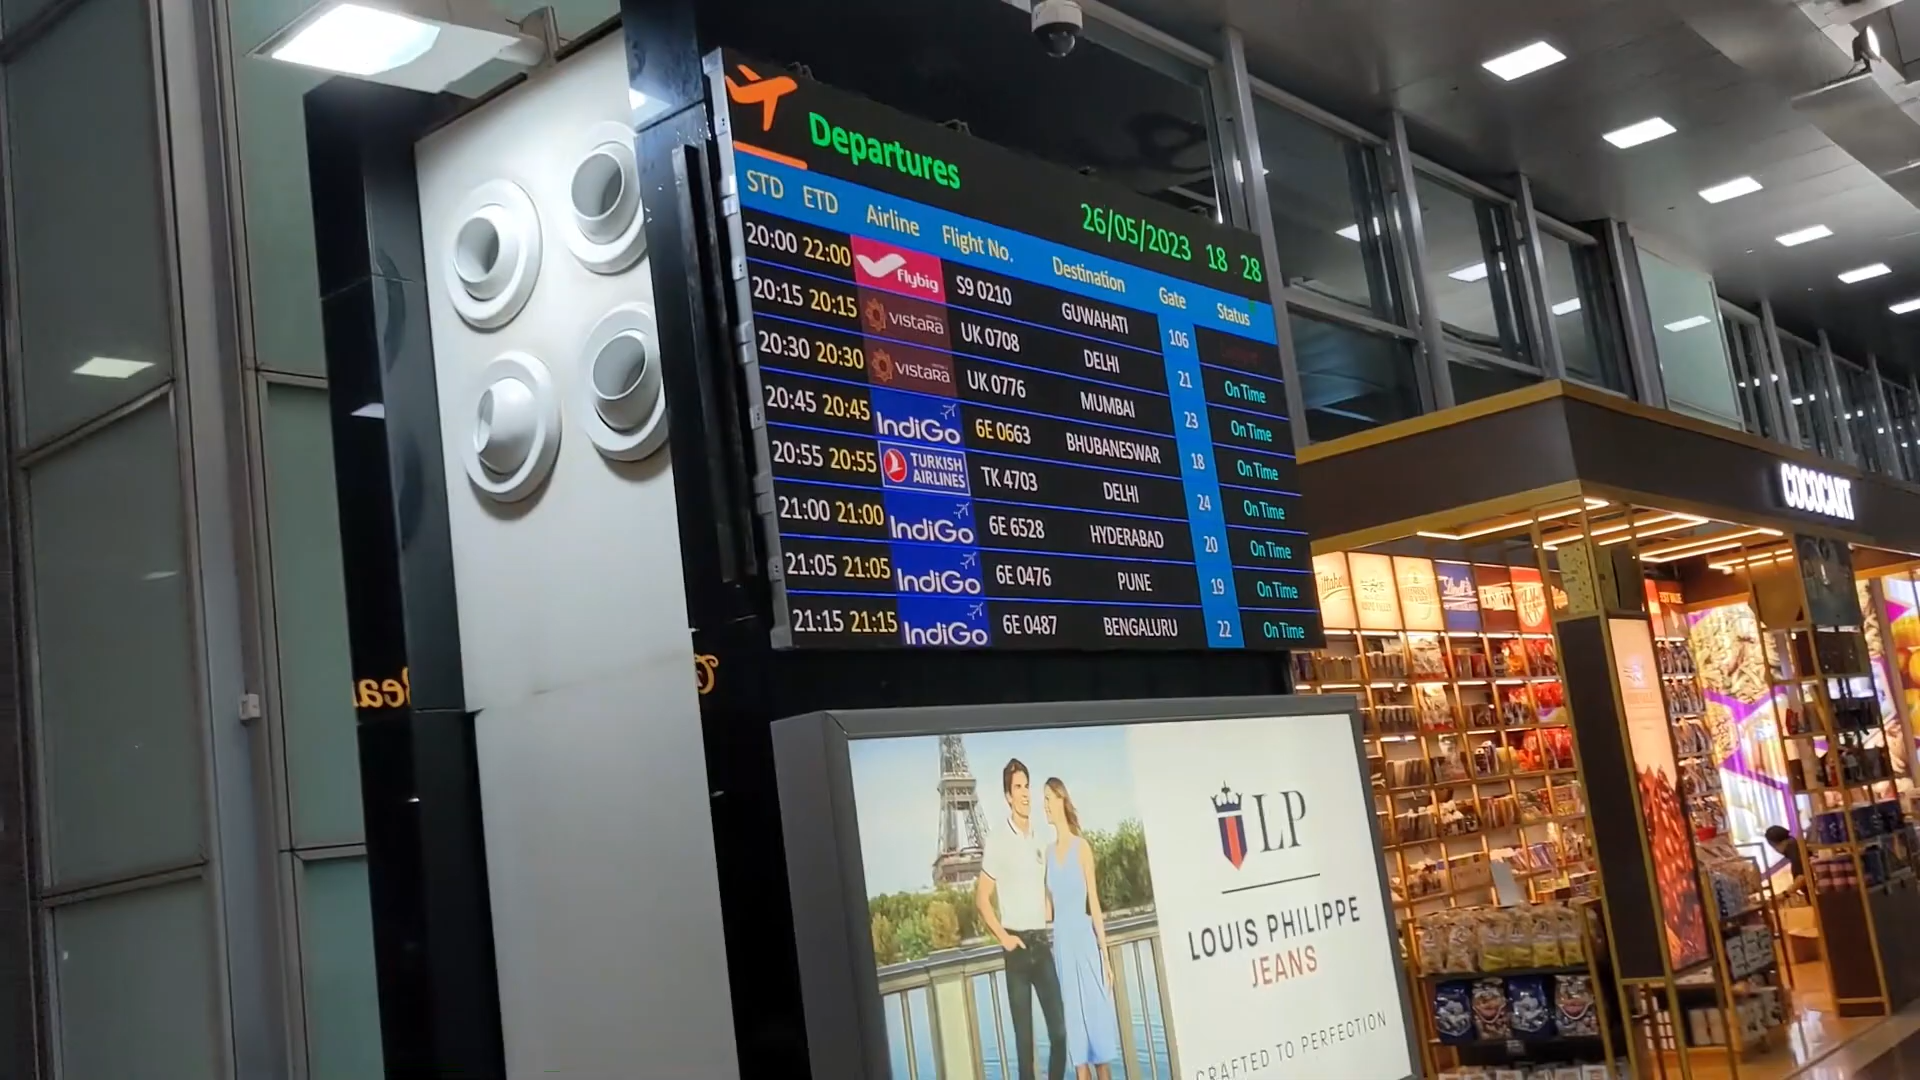 Departures
26/05/2023 18 28
STD ETD Airline Flight No. Destination Gate Status
20:00 22:00 flybig S9 0210 GUWAHATI 106
20:15 20:15 VISTARA UK 0708 DELHI 21 On Time
20:30 20:30 VISTARA UK 0776 MUMBAI 23 On Time
20:45 20:45 IndiGo 6E 0663 BHUBANESWAR 18 On Time
20:55 20:55 TURKISH AIRLINES TK 4703 DELHI 24 On Time
21:00 21:00 IndiGo 6E 6528 HYDERABAD 20 On Time
21:05 21:05 IndiGo 6E 0476 PUNE 19 On Time
21:15 21:15 IndiGo 6E 0487 BENGALURU 22 On Time
COCOCART
LP
LOUIS PHILIPPE
JEANS
CRAFTED TO PERFECTION